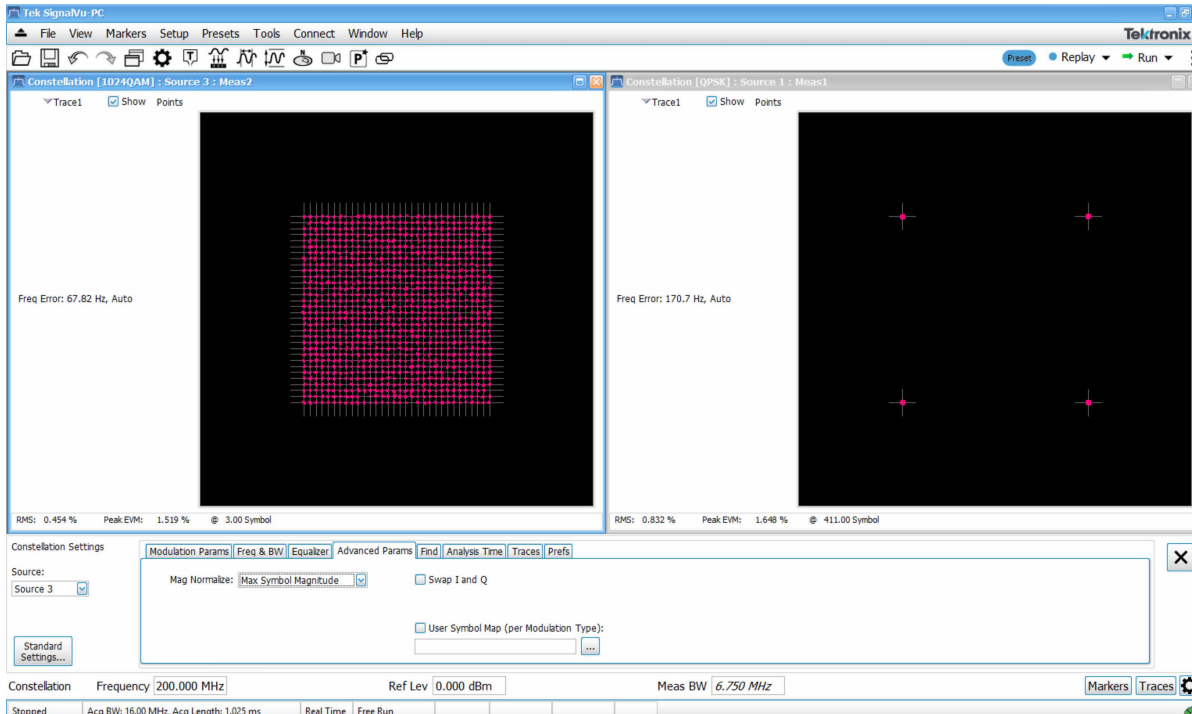 Tek SignalVu-PC
File View Markers Setup Presets Tools Connect Window Help
Tektronix
Preset Replay Run
Constellation [1024QAM] : Source 3 : Meas2
Trace1 Show Points
Freq Error: 67.82 Hz, Auto
RMS: 0.454 % Peak EVM: 1.519 % @ 3.00 Symbol
Constellation [QPSK] : Source 1 : Meas1
Trace1 Show Points
Freq Error: 170.7 Hz, Auto
RMS: 0.832 % Peak EVM: 1.648 % @ 411.00 Symbol
Constellation Settings
Source:
Source 3
Standard
Settings...
Modulation Params Freq & BW Equalizer Advanced Params Find Analysis Time Traces Prefs
Mag Normalize: Max Symbol Magnitude Swap I and Q
User Symbol Map (per Modulation Type):
...
Constellation Frequency 200.000 MHz Ref Lev 0.000 dBm Meas BW 6.750 MHz Markers Traces
Stopped Acq BW: 16.00 MHz, Acq Length: 1.025 ms Real Time Free Run